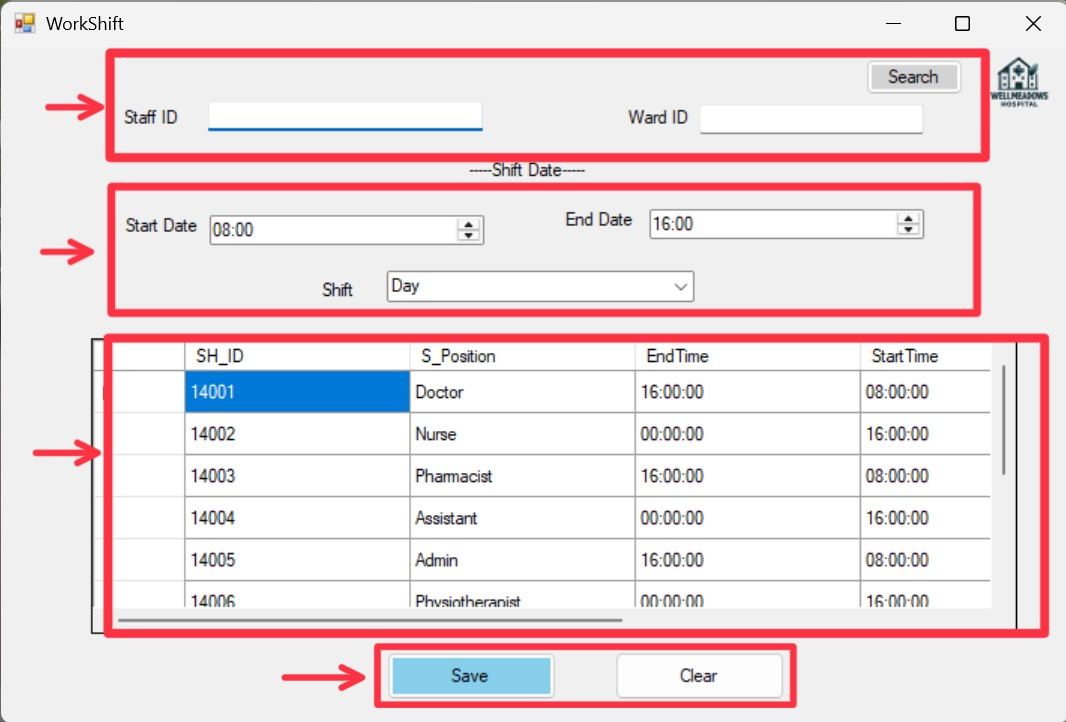 WorkShift
Search
WELLMEADOWS
HOSPITAL
Staff ID
Ward ID
-----Shift Date-----
Start Date 08:00
End Date 16:00
Shift Day
SH_ID S_Position EndTime StartTime
14001 Doctor 16:00:00 08:00:00
14002 Nurse 00:00:00 16:00:00
14003 Pharmacist 16:00:00 08:00:00
14004 Assistant 00:00:00 16:00:00
14005 Admin 16:00:00 08:00:00
14006 Physiotherapist 00:00:00 16:00:00
Save Clear